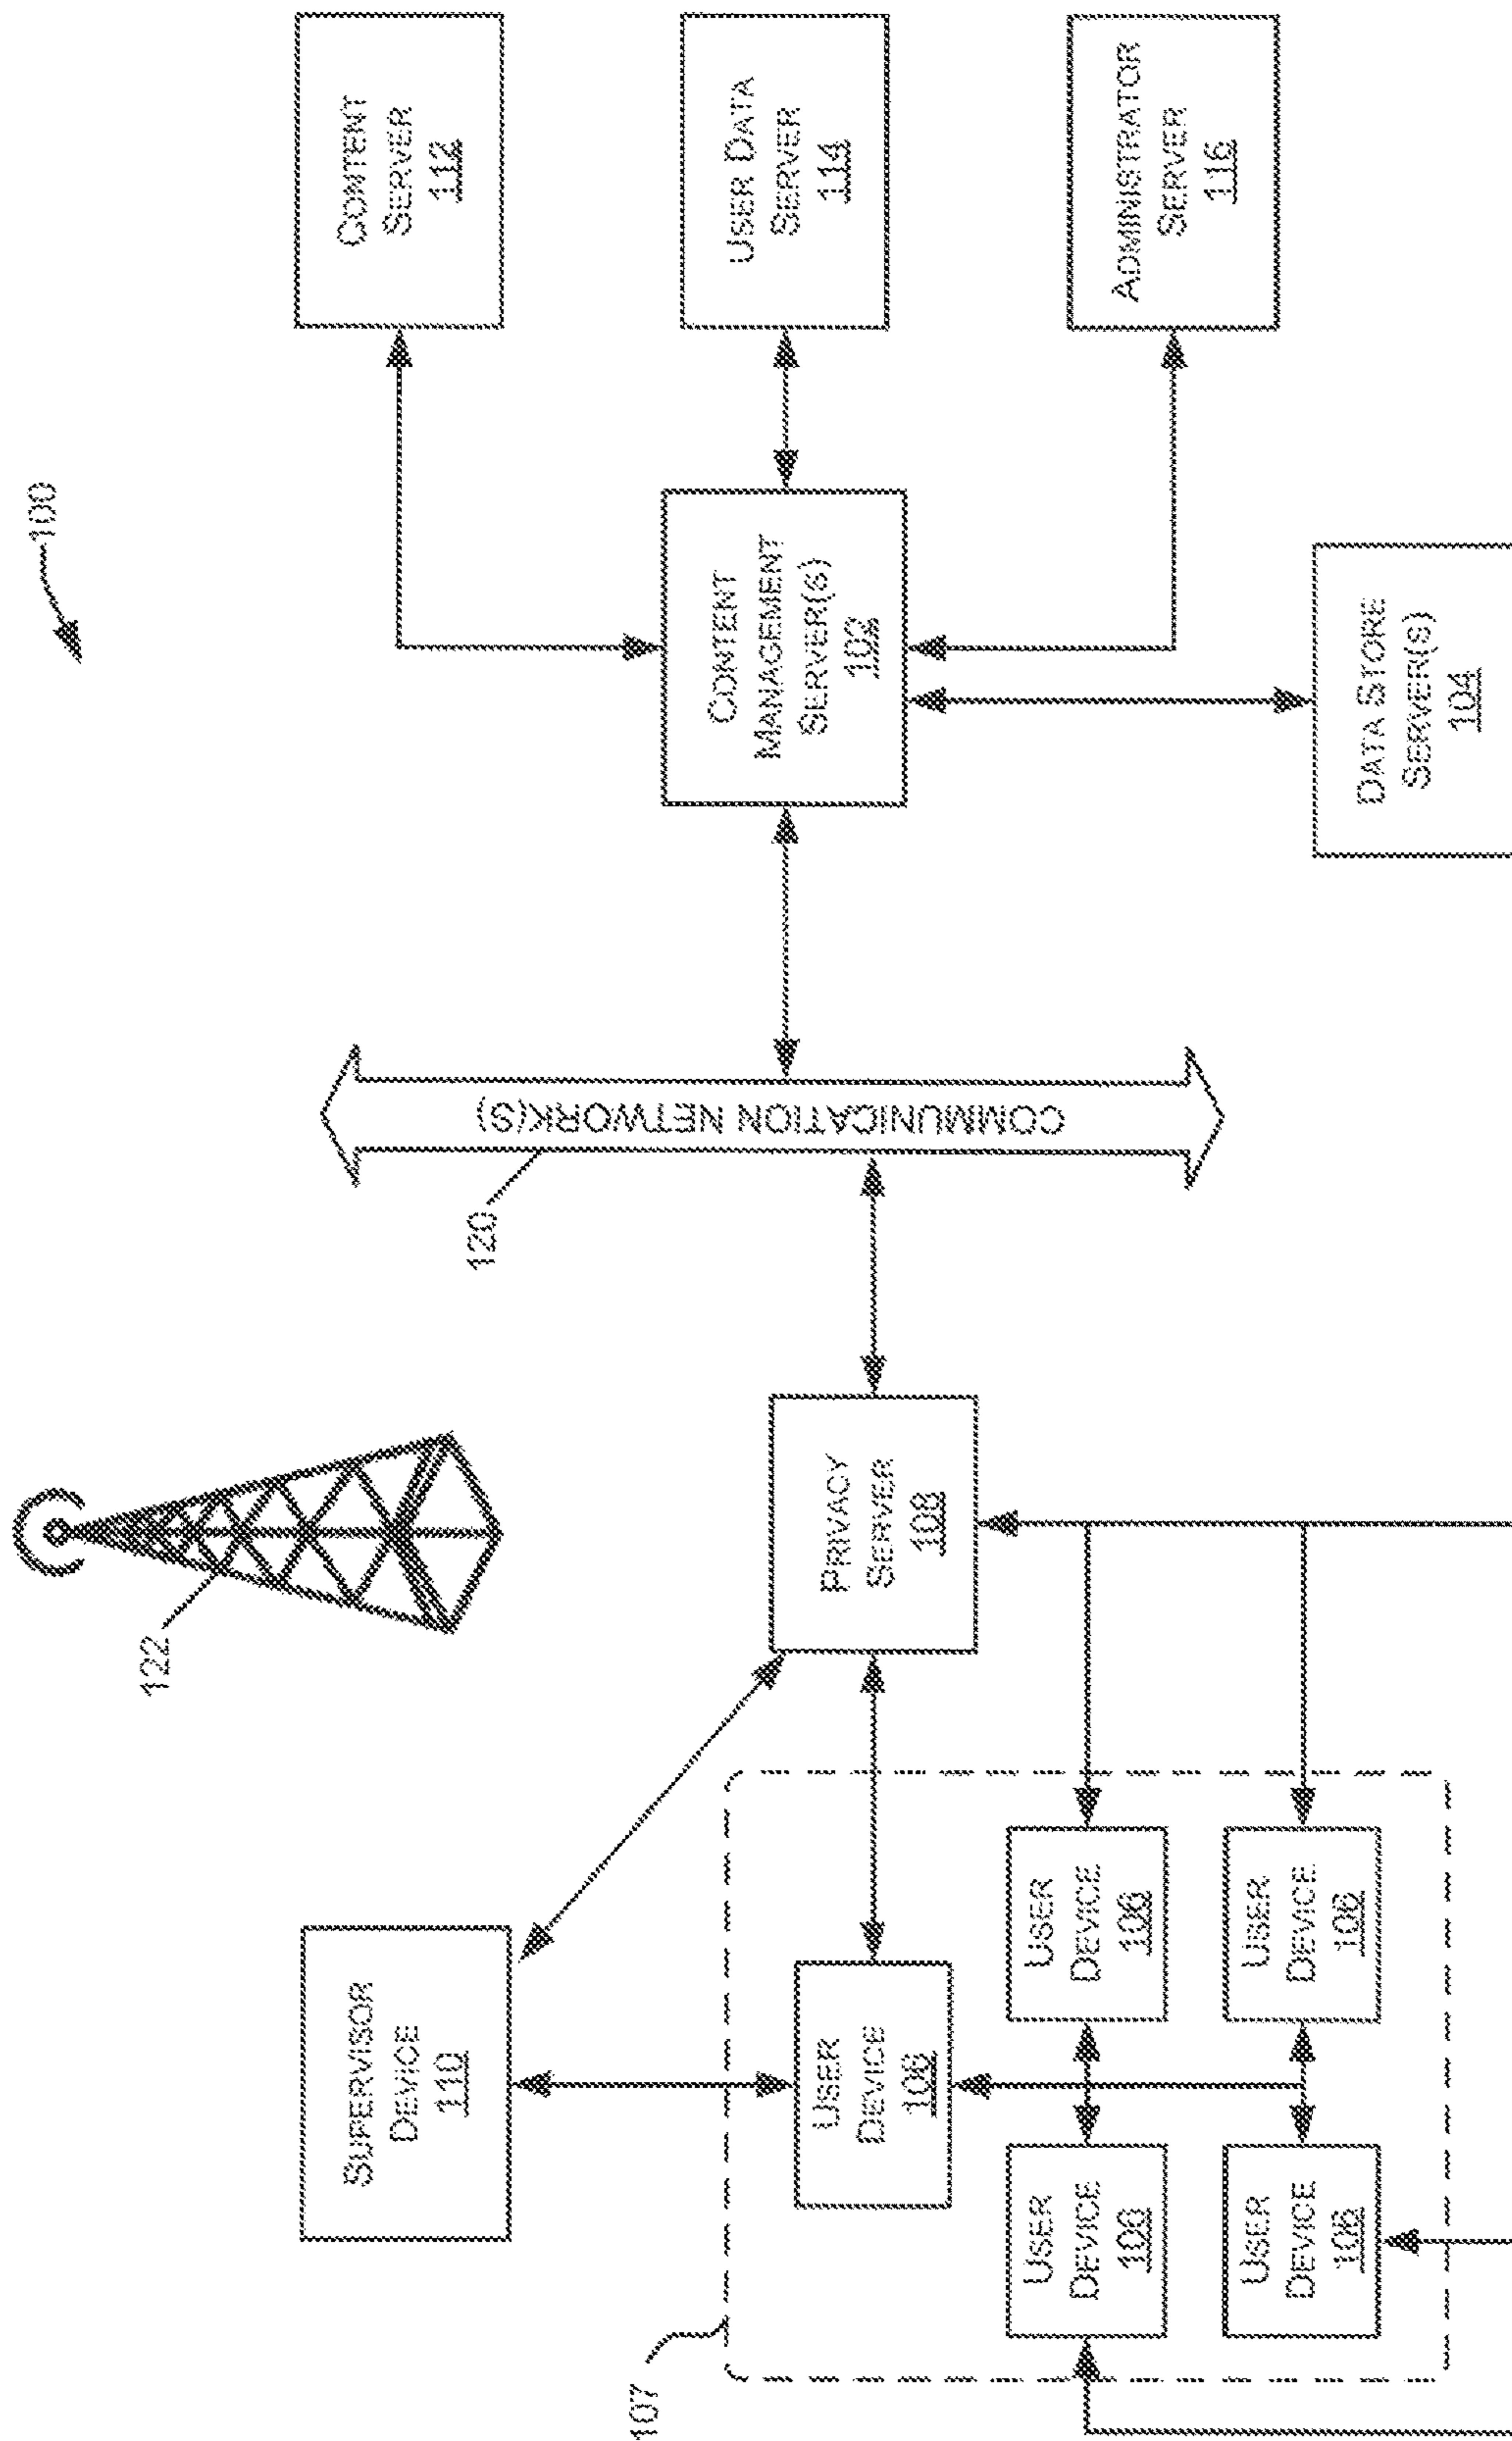 100
122
SUPERVISOR
DEVICE
110
CONTENT
SERVER
112
120
107
COMMUNICATION NETWORK(S)
USER
DEVICE
106
PRIVACY
SERVER
108
CONTENT
MANAGEMENT
SERVER(S)
102
USER DATA
SERVER
114
USER
DEVICE
106
USER
DEVICE
106
ADMINISTRATOR
SERVER
116
USER
DEVICE
106
USER
DEVICE
106
DATA STORE
SERVER(S)
104